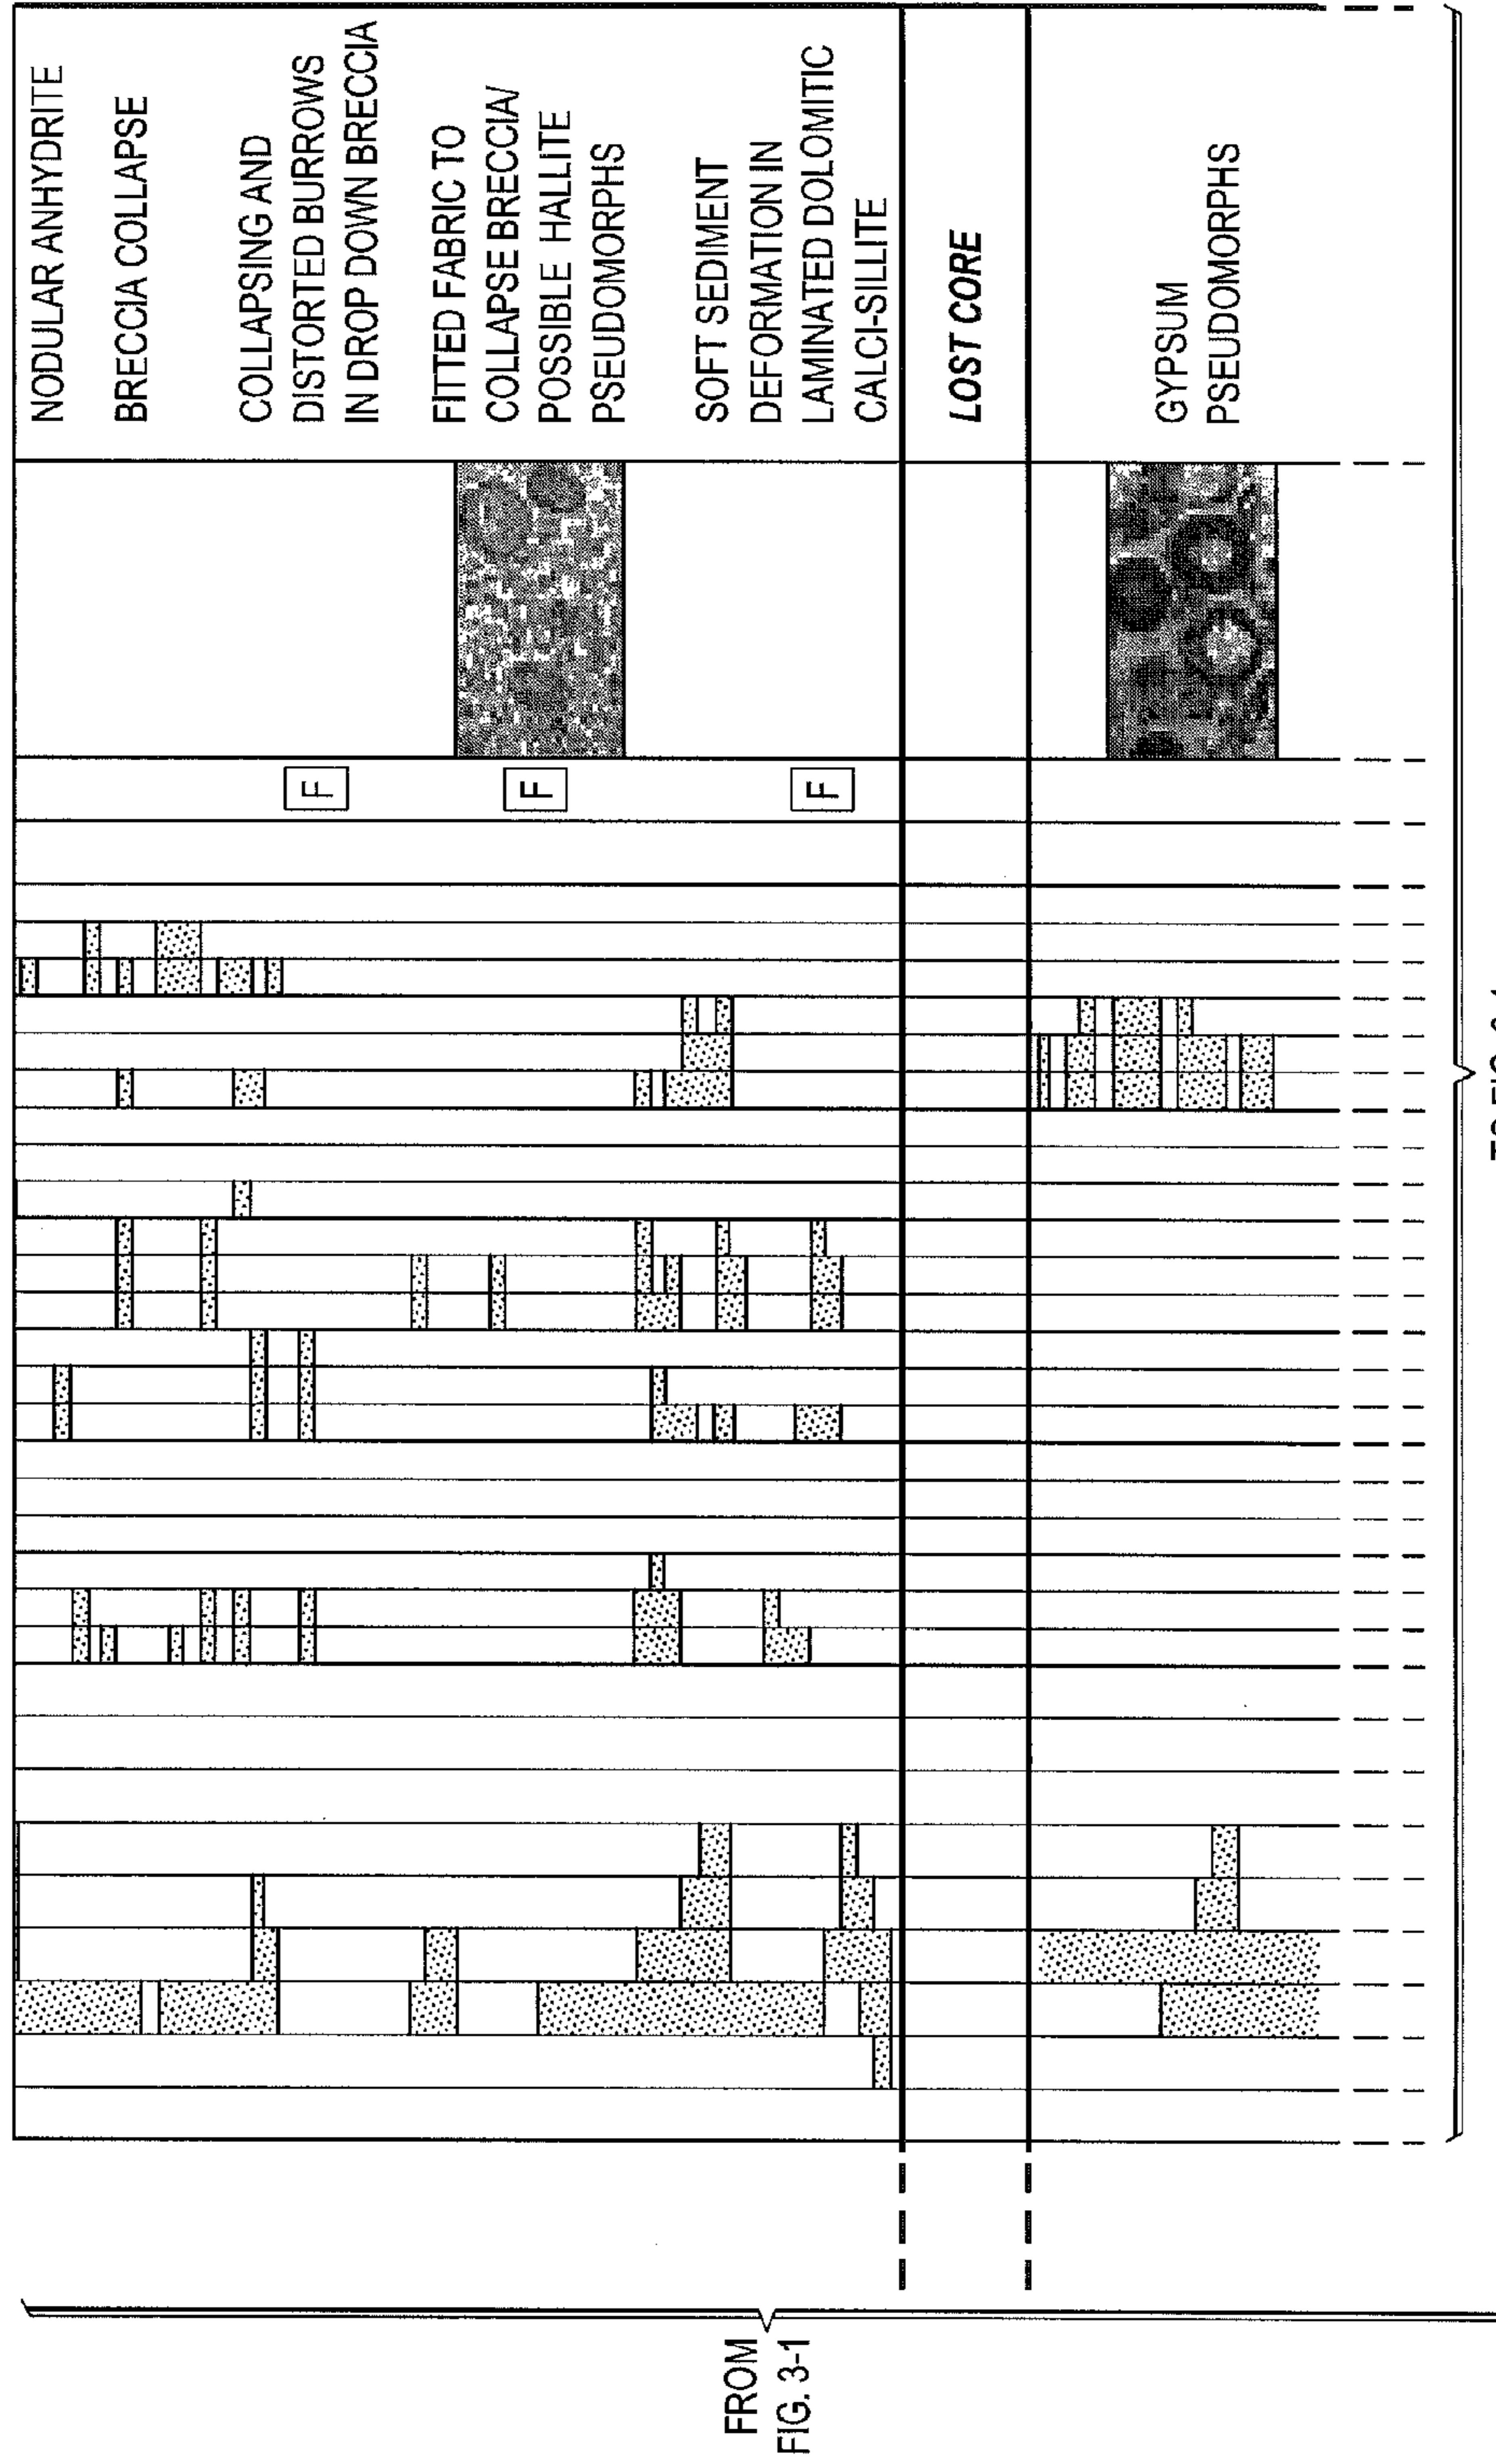 NODULAR ANHYDRITE
BRECCIA COLLAPSE
COLLAPSING AND
DISTORTED BURROWS
IN DROP DOWN BRECCIA
FITTED FABRIC TO
COLLAPSE BRECCIA/
POSSIBLE HALLITE
PSEUDOMORPHS
SOFT SEDIMENT
DEFORMATION IN
LAMINATED DOLOMITIC
CALCI-SILLITE
LOST CORE
GYPSUM
PSEUDOMORPHS
F
F
F
FROM
FIG. 3-1